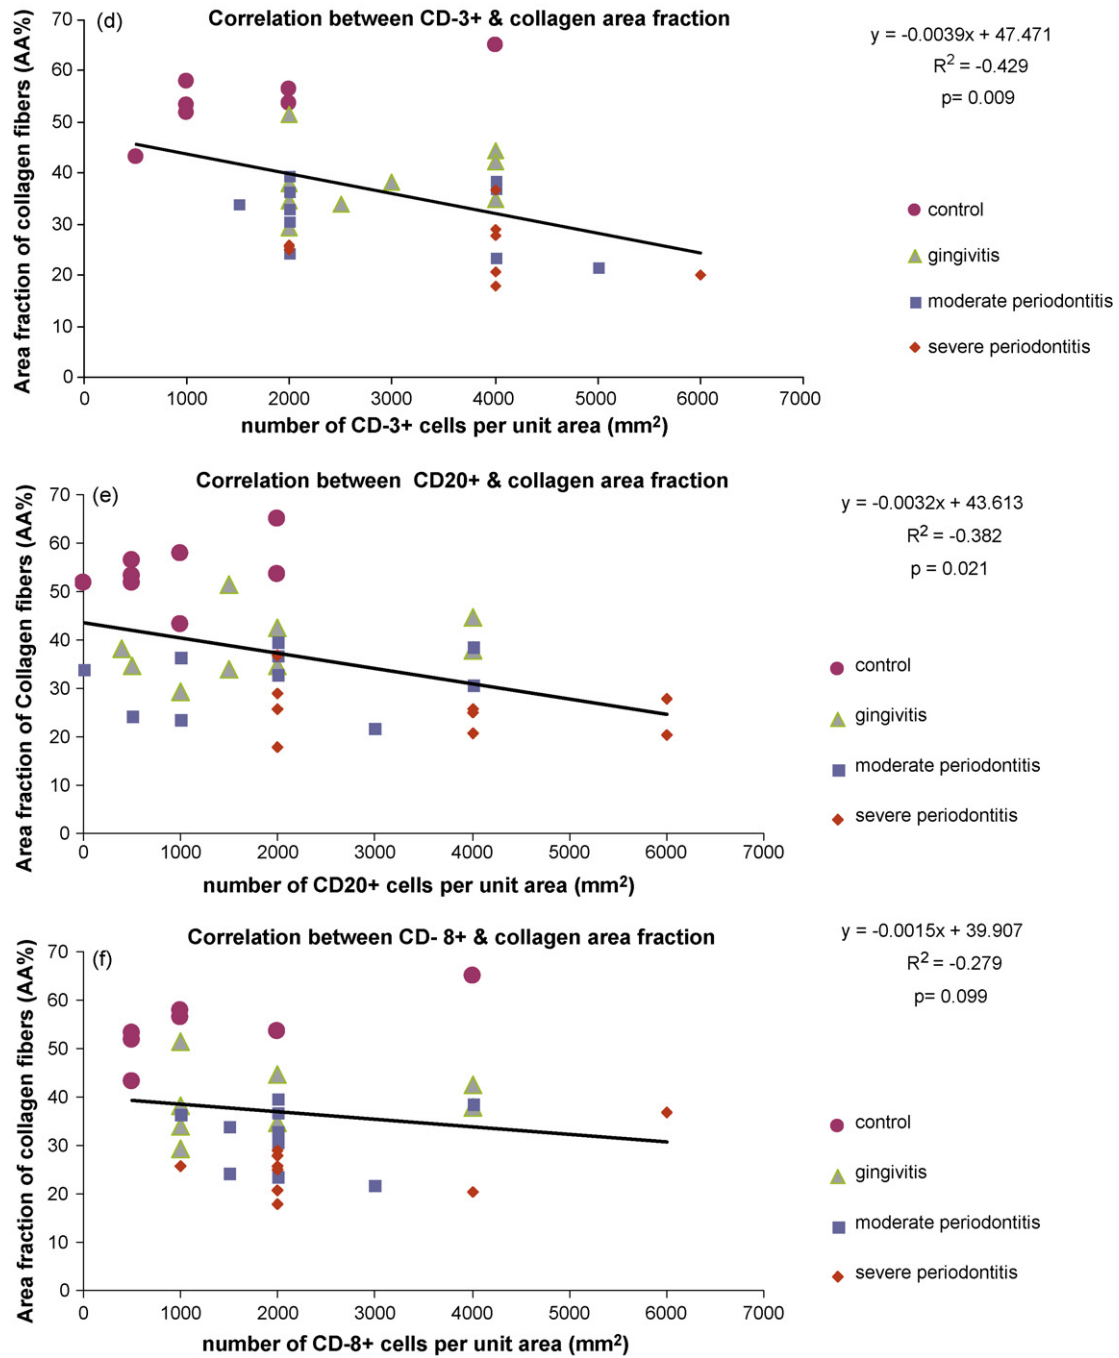 (d) Correlation between CD-3+ & collagen area fraction
y = -0.0039x + 47.471
R² = -0.429
p= 0.009
Area fraction of collagen fibers (AA%)
70
60
50
40
30
20
10
0
0 1000 2000 3000 4000 5000 6000 7000
number of CD-3+ cells per unit area (mm²)
control
gingivitis
moderate periodontitis
severe periodontitis
(e) Correlation between CD20+ & collagen area fraction
y = -0.0032x + 43.613
R² = -0.382
p = 0.021
Area fraction of Collagen fibers (AA%)
70
60
50
40
30
20
10
0
0 1000 2000 3000 4000 5000 6000 7000
number of CD20+ cells per unit area (mm²)
control
gingivitis
moderate periodontitis
severe periodontitis
(f) Correlation between CD- 8+ & collagen area fraction
y = -0.0015x + 39.907
R² = -0.279
p= 0.099
Area fraction of collagen fibers (AA%)
70
60
50
40
30
20
10
0
0 1000 2000 3000 4000 5000 6000 7000
number of CD-8+ cells per unit area (mm²)
control
gingivitis
moderate periodontitis
severe periodontitis